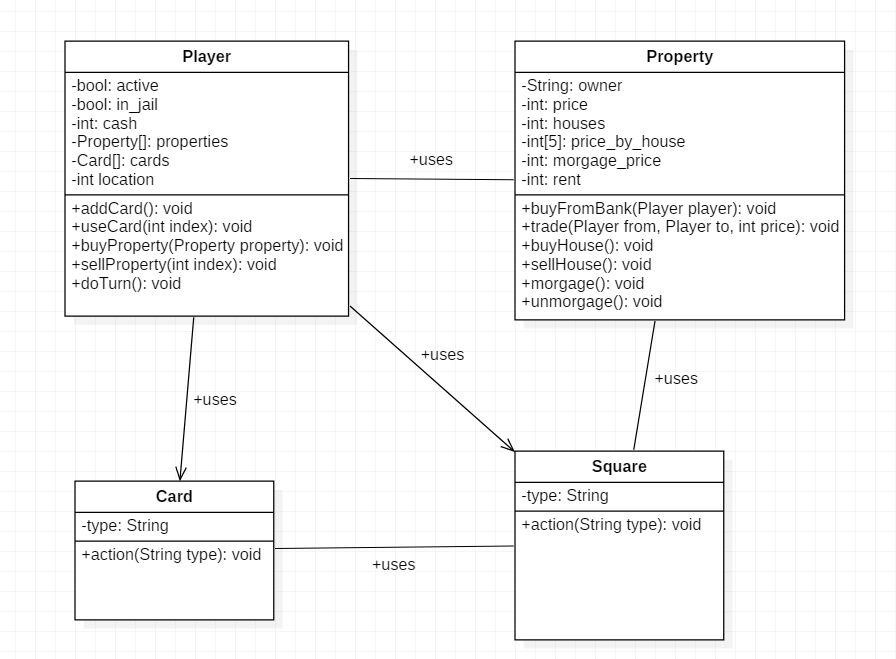 Player
-bool: active
-bool: in_jail
-int: cash
-Property[]: properties
-Card[]: cards
-int location
+addCard(): void
+useCard(int index): void
+buyProperty(Property property): void
+sellProperty(int index): void
+doTurn(): void
+uses
Property
-String: owner
-int: price
-int: houses
-int[5]: price_by_house
-int: morgage_price
-int: rent
+buyFromBank(Player player): void
+trade(Player from, Player to, int price): void
+buyHouse(): void
+sellHouse(): void
+morgage(): void
+unmorgage(): void
+uses
+uses
+uses
Card
-type: String
+action(String type): void
+uses
Square
-type: String
+action(String type): void